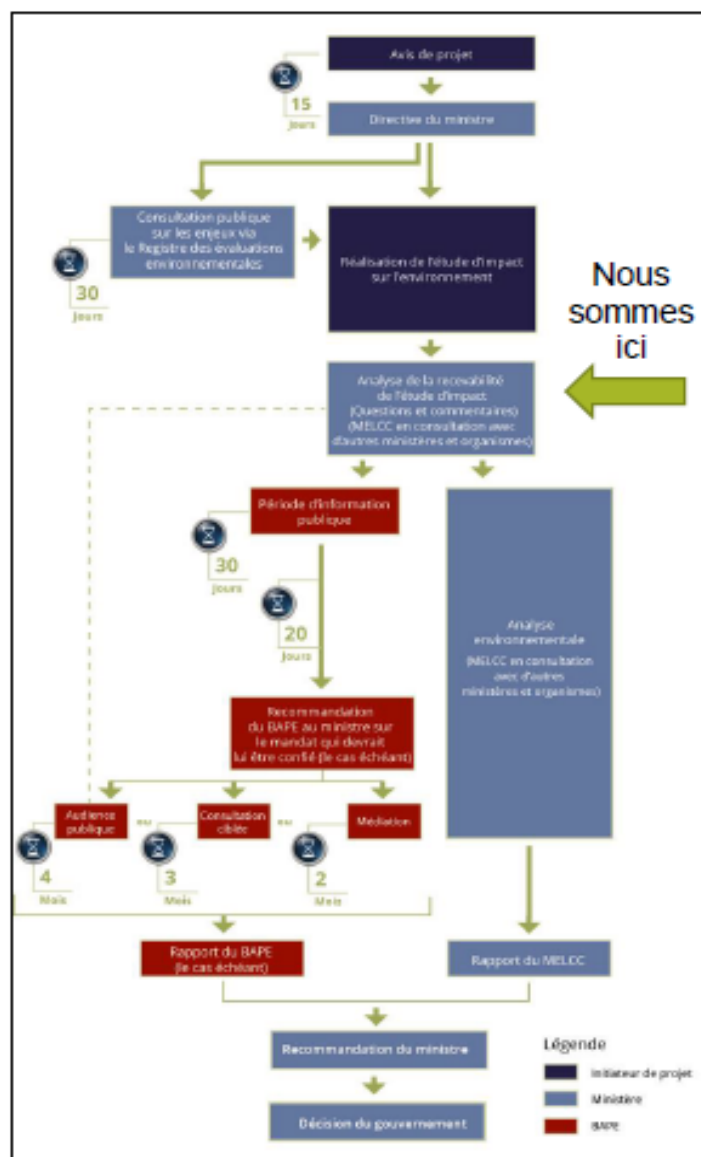 Avis de projet
15
Jours
Directive du ministre
Consultation publique
sur les enjeux via
le Registre des évaluations
environnementales
30
Jours
Réalisation de l'étude d'impact
sur l'environnement
Nous
sommes
ici
Analyse de la recevabilité
de l'étude d'impact
(Questions et commentaires)
(MELCC en consultation avec
d'autres ministères et organismes)
Période d'information
publique
30
Jours
20
Jours
Analyse
environnementale
(MELCC en consultation
avec d'autres
ministères et organismes)
Recommandation
du BAPE au ministre sur
le mandat qui devrait
lui être confié (le cas échéant)
Audience
publique
ou
Consultation
ciblée
ou
Médiation
4
Mois
3
Mois
2
Mois
Rapport du BAPE
(le cas échéant)
Rapport du MELCC
Recommandation du ministre
Décision du gouvernement
Légende
Initiateur de projet
Ministère
BAPE